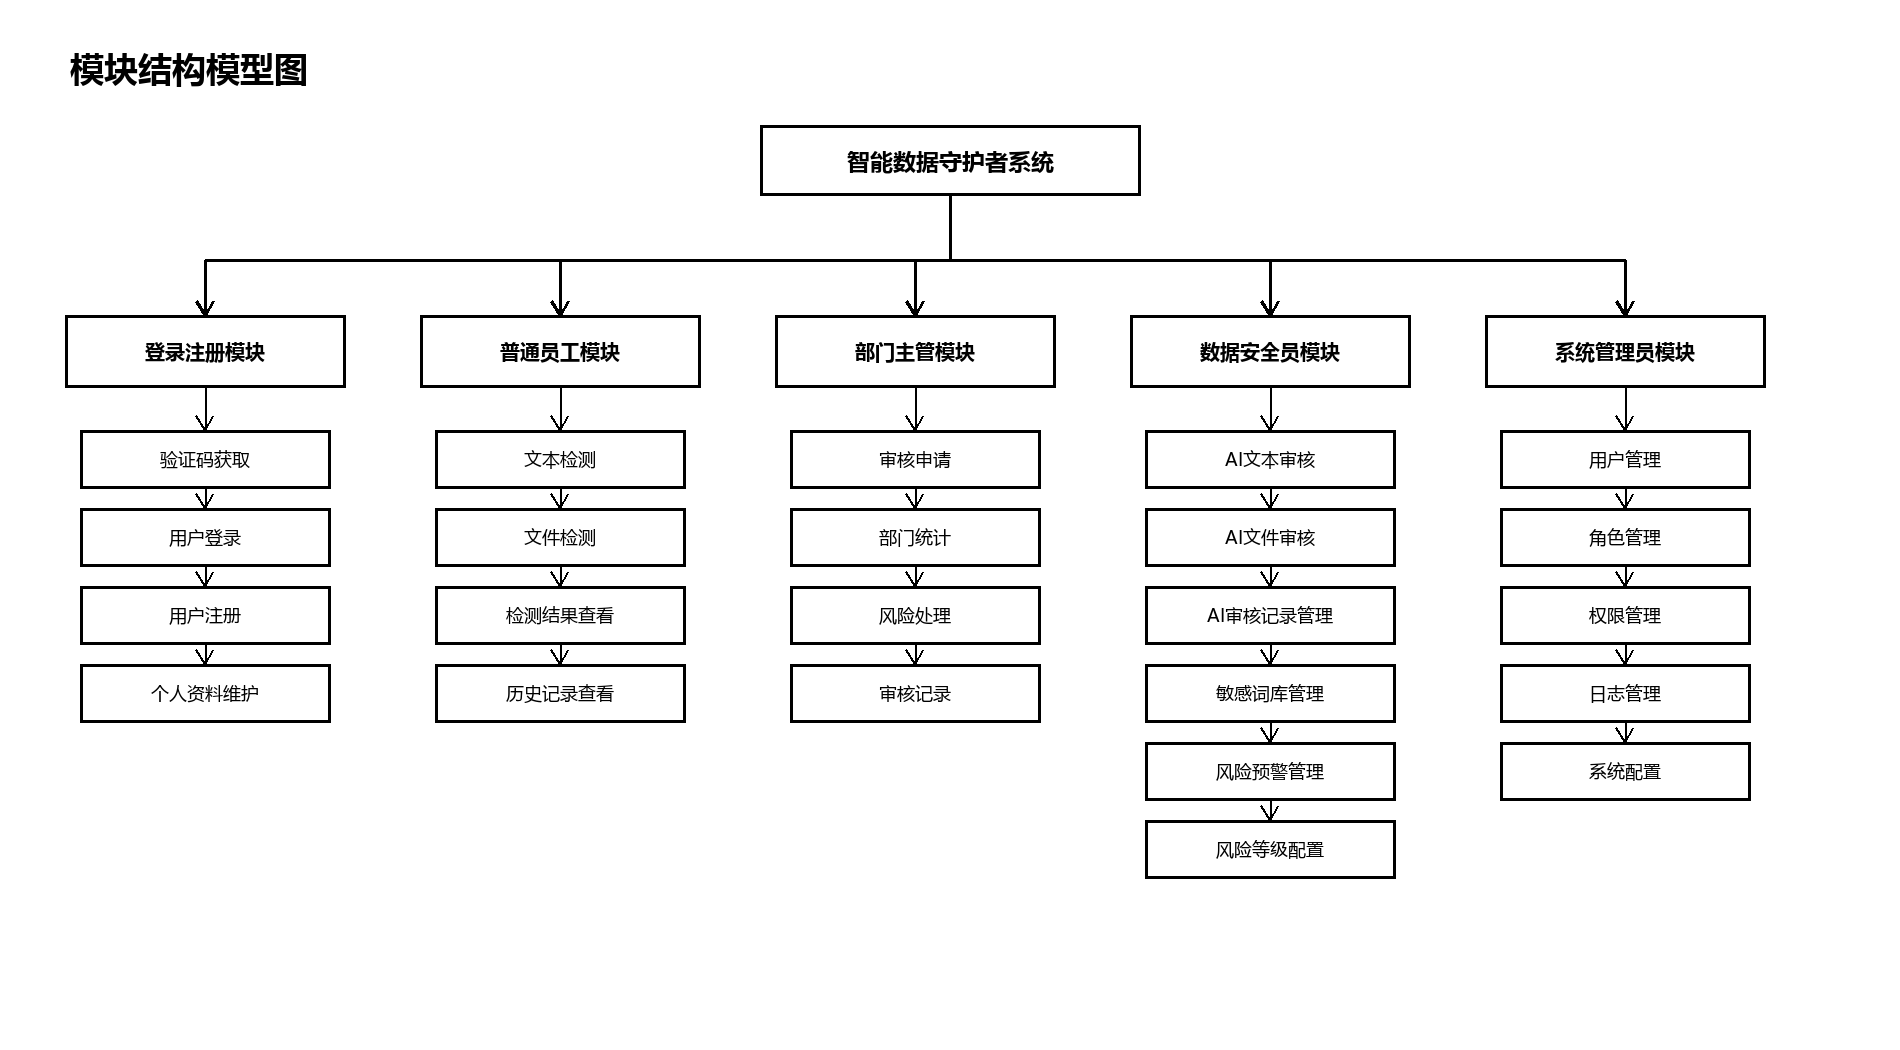 模块结构模型图
智能数据守护者系统
登录注册模块
普通员工模块
部门主管模块
数据安全员模块
系统管理员模块
验证码获取
用户登录
用户注册
个人资料维护
文本检测
文件检测
检测结果查看
历史记录查看
审核申请
部门统计
风险处理
审核记录
AI文本审核
AI文件审核
AI审核记录管理
敏感词库管理
风险预警管理
风险等级配置
用户管理
角色管理
权限管理
日志管理
系统配置